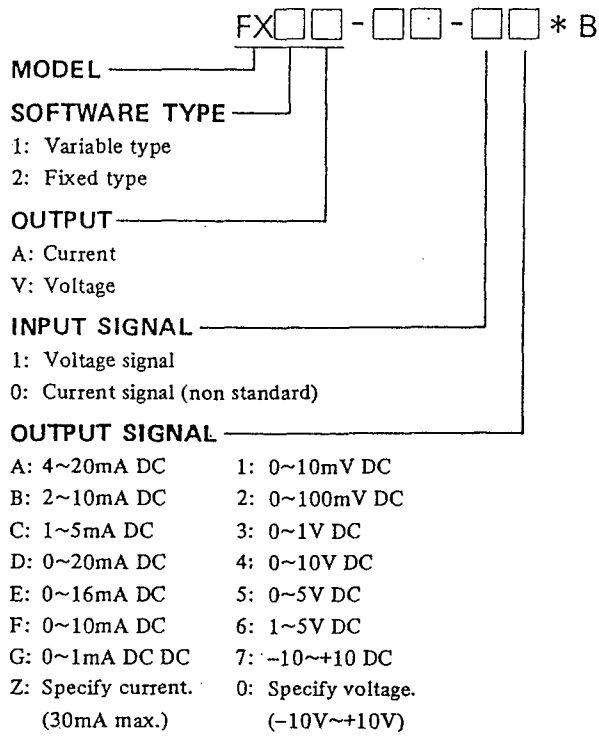 FX□□-□□-□□*B
MODEL
SOFTWARE TYPE
1: Variable type
2: Fixed type
OUTPUT
A: Current
V: Voltage
INPUT SIGNAL
1: Voltage signal
0: Current signal (non standard)
OUTPUT SIGNAL
A: 4~20mA DC 1: 0~10mV DC
B: 2~10mA DC 2: 0~100mV DC
C: 1~5mA DC 3: 0~1V DC
D: 0~20mA DC 4: 0~10V DC
E: 0~16mA DC 5: 0~5V DC
F: 0~10mA DC 6: 1~5V DC
G: 0~1mA DC DC 7: -10~+10 DC
Z: Specify current. 0: Specify voltage.
(30mA max.) (-10V~+10V)